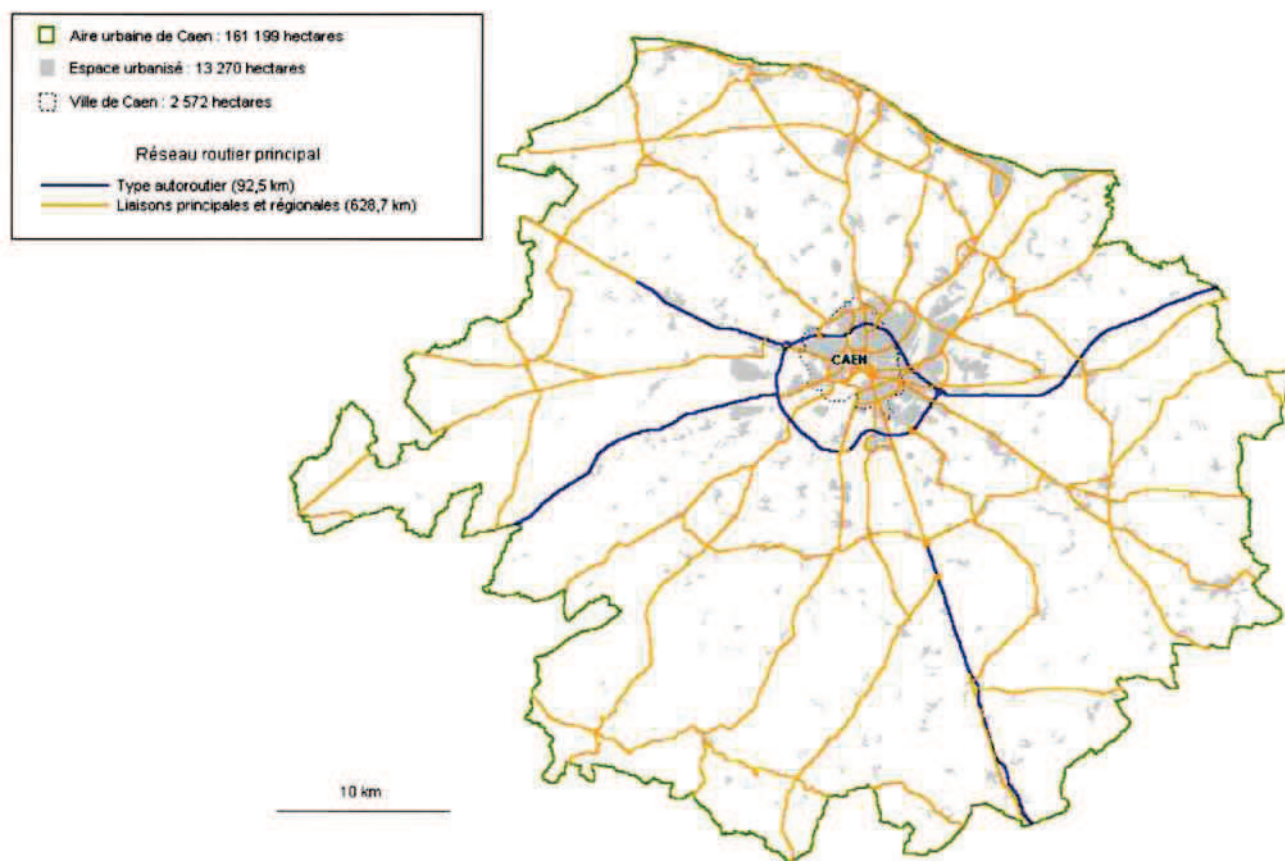 Aire urbaine de Caen : 161 199 hectares
Espace urbanisé : 13 270 hectares
Ville de Caen : 2 572 hectares
Réseau routier principal
Type autoroutier (92,5 km)
Liaisons principales et régionales (628,7 km)
CAEN
10 km